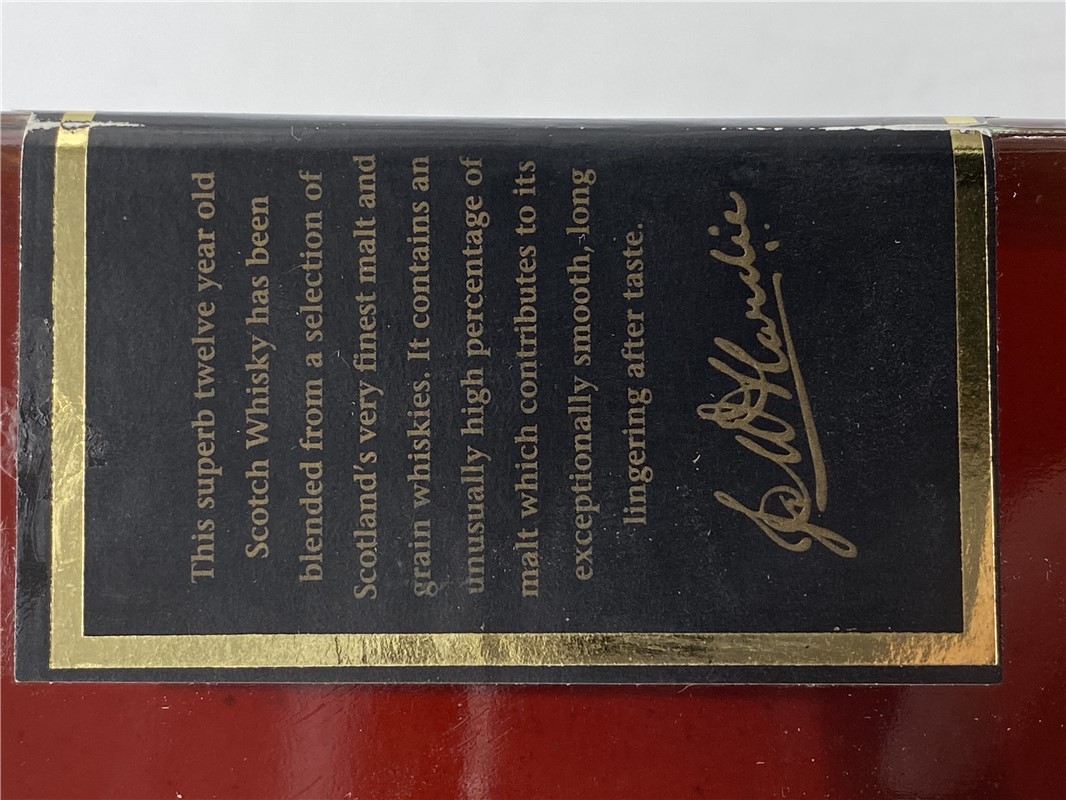 This superb twelve year old
Scotch Whisky has been
blended from a selection of
Scotland's very finest malt and
grain whiskies. It contains an
unusually high percentage of
malt which contributes to its
exceptionally smooth, long
lingering after taste.
Jas W Hardie